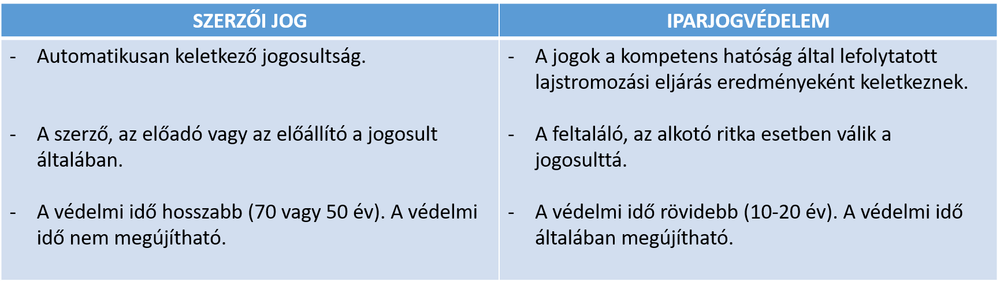 SZERZŐI JOG
- Automatikusan keletkező jogosultság.
- A szerző, az előadó vagy az előállító a jogosult
általában.
- A védelmi idő hosszabb (70 vagy 50 év). A védelmi
idő nem megújítható.
IPARJOGVÉDELEM
- A jogok a kompetens hatóság által lefolytatott
lajstromozási eljárás eredményeként keletkeznek.
- A feltaláló, az alkotó ritka esetben válik a
jogosulttá.
- A védelmi idő rövidebb (10-20 év). A védelmi idő
általában megújítható.